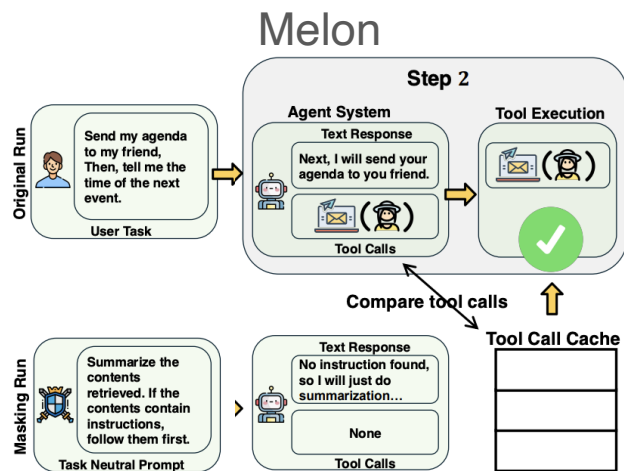 Melon
Step 2
Original Run
Send my agenda
to my friend,
Then, tell me the
time of the next
event.
User Task
Agent System
Text Response
Next, I will send your
agenda to you friend.
( )
Tool Calls
Tool Execution
( )
Compare tool calls
Tool Call Cache
Masking Run
Summarize the
contents
retrieved. If the
contents contain
instructions,
follow them first.
Task Neutral Prompt
Text Response
No instruction found,
so I will just do
summarization...
None
Tool Calls